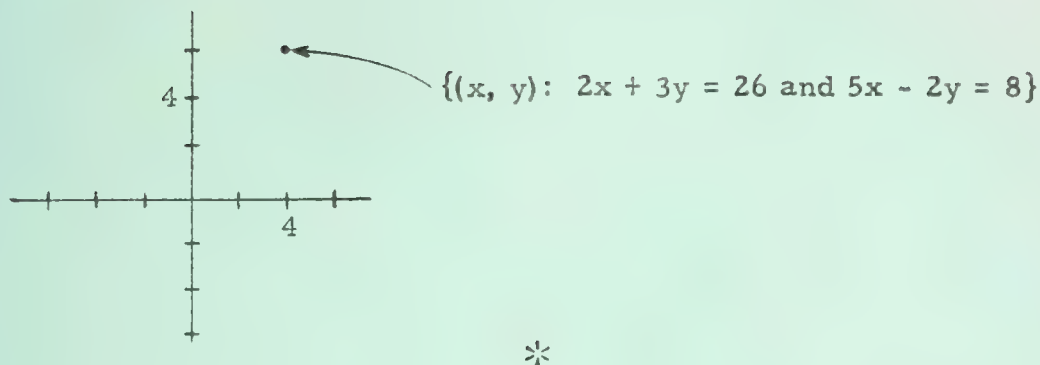 {(x, y): 2x + 3y = 26 and 5x - 2y = 8}
4
4
*